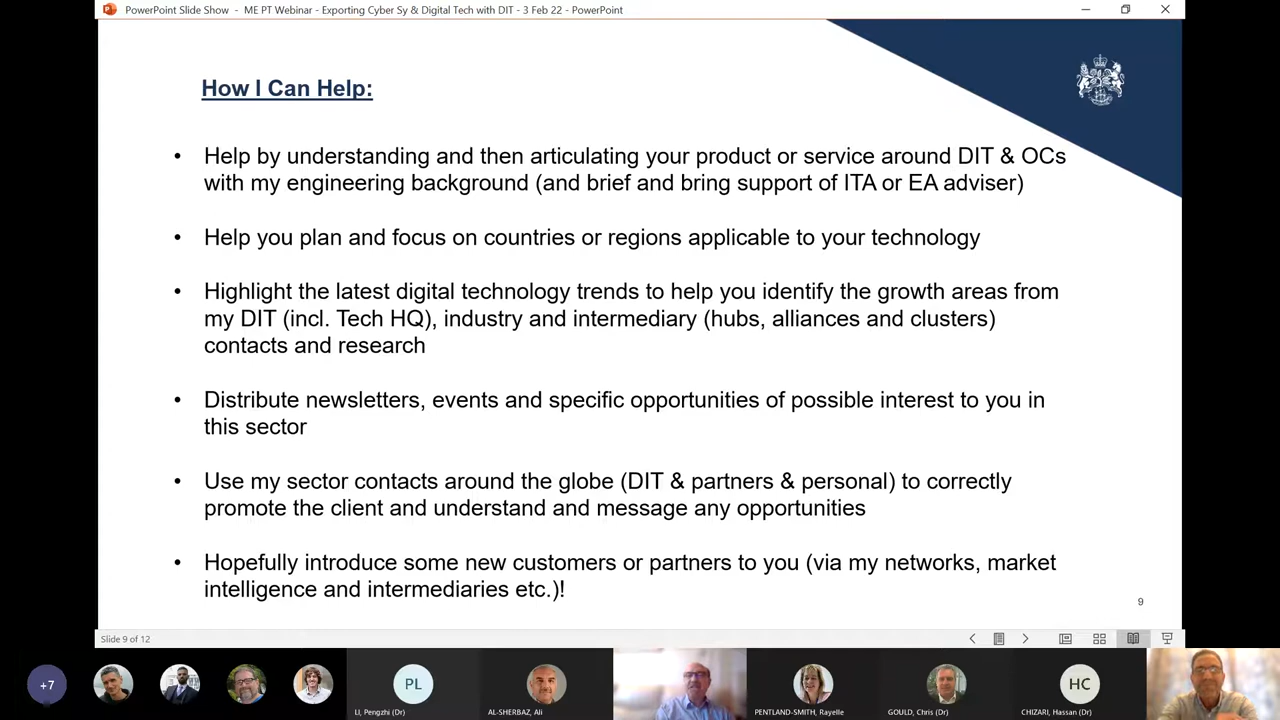 PowerPoint Slide Show - ME PT Webinar - Exporting Cyber Sy & Digital Tech with DIT - 3 Feb 22 - PowerPoint
How I Can Help:
• Help by understanding and then articulating your product or service around DIT & OCs
with my engineering background (and brief and bring support of ITA or EA adviser)
• Help you plan and focus on countries or regions applicable to your technology
• Highlight the latest digital technology trends to help you identify the growth areas from
my DIT (incl. Tech HQ), industry and intermediary (hubs, alliances and clusters)
contacts and research
• Distribute newsletters, events and specific opportunities of possible interest to you in
this sector
• Use my sector contacts around the globe (DIT & partners & personal) to correctly
promote the client and understand and message any opportunities
• Hopefully introduce some new customers or partners to you (via my networks, market
intelligence and intermediaries etc.)!
9
Slide 9 of 12
+7
PL
HC
LI, Pengzhi (Dr)
AL-SHERBAZ, Ali
PENTLAND-SMITH, Rayelle
GOULD, Chris (Dr)
CHIZARI, Hassan (Dr)